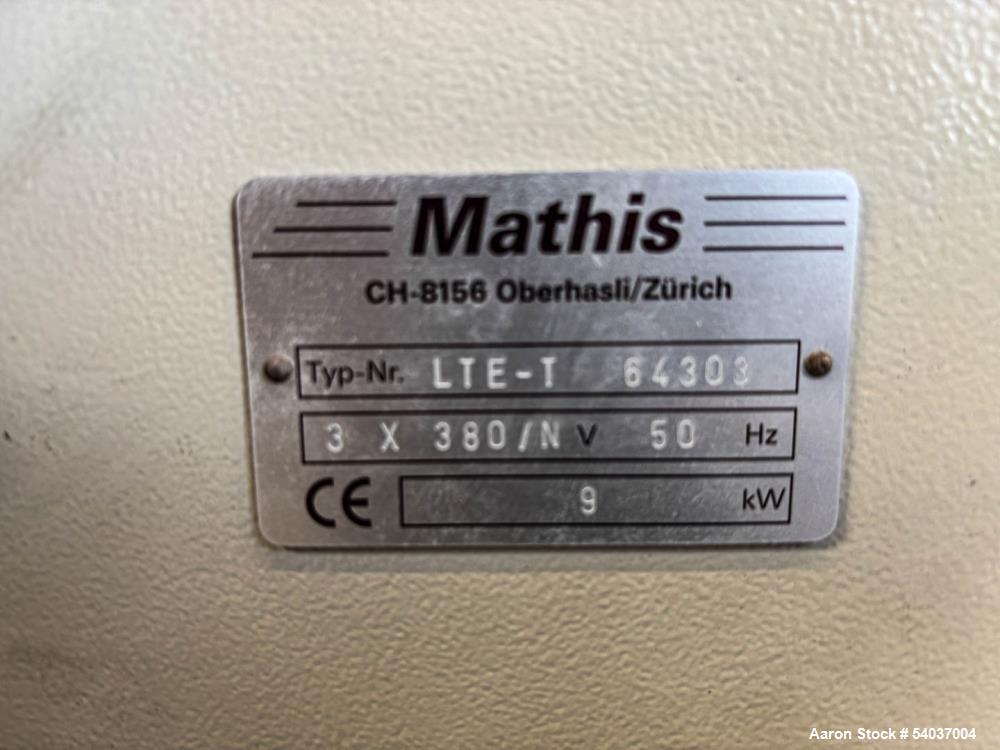 Mathis
CH-8156 Oberhasli/Zürich
Typ-Nr. LTE-T 64303
3 X 380/N V 50 Hz
CE 9 kW
Aaron Stock # 54037004